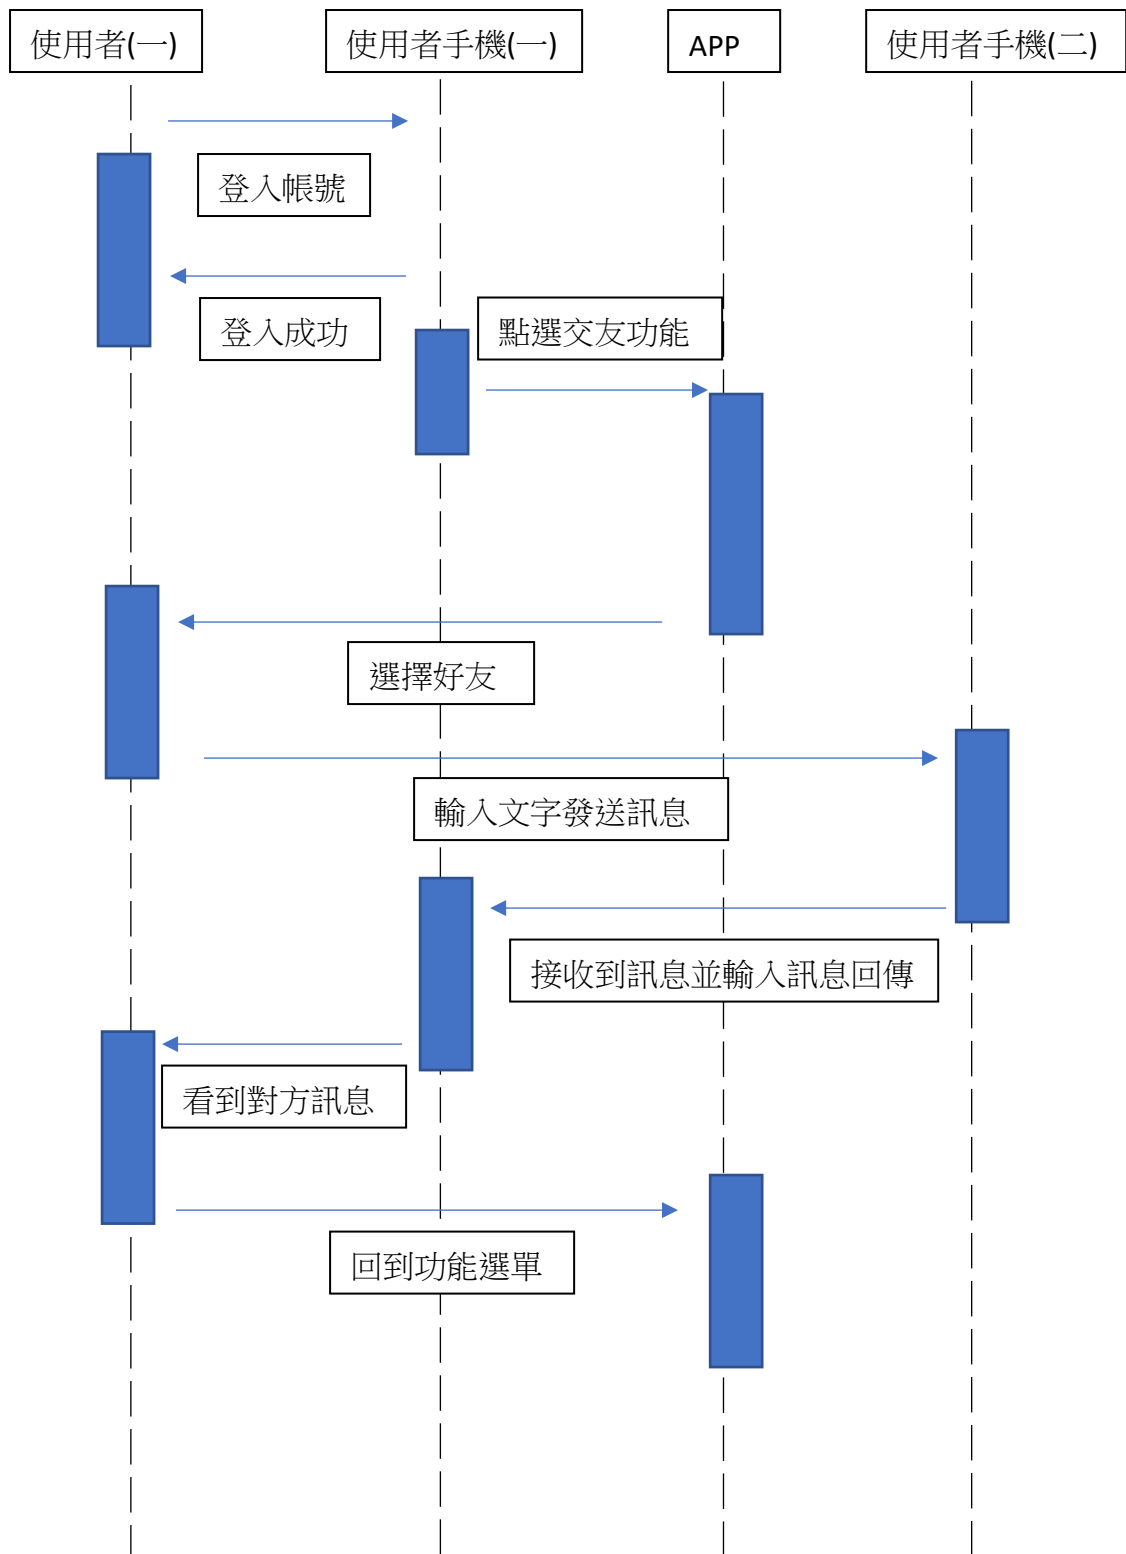 使用者(一)
使用者手機(一)
APP
使用者手機(二)
登入帳號
登入成功
點選交友功能
選擇好友
輸入文字發送訊息
接收到訊息並輸入訊息回傳
看到對方訊息
回到功能選單